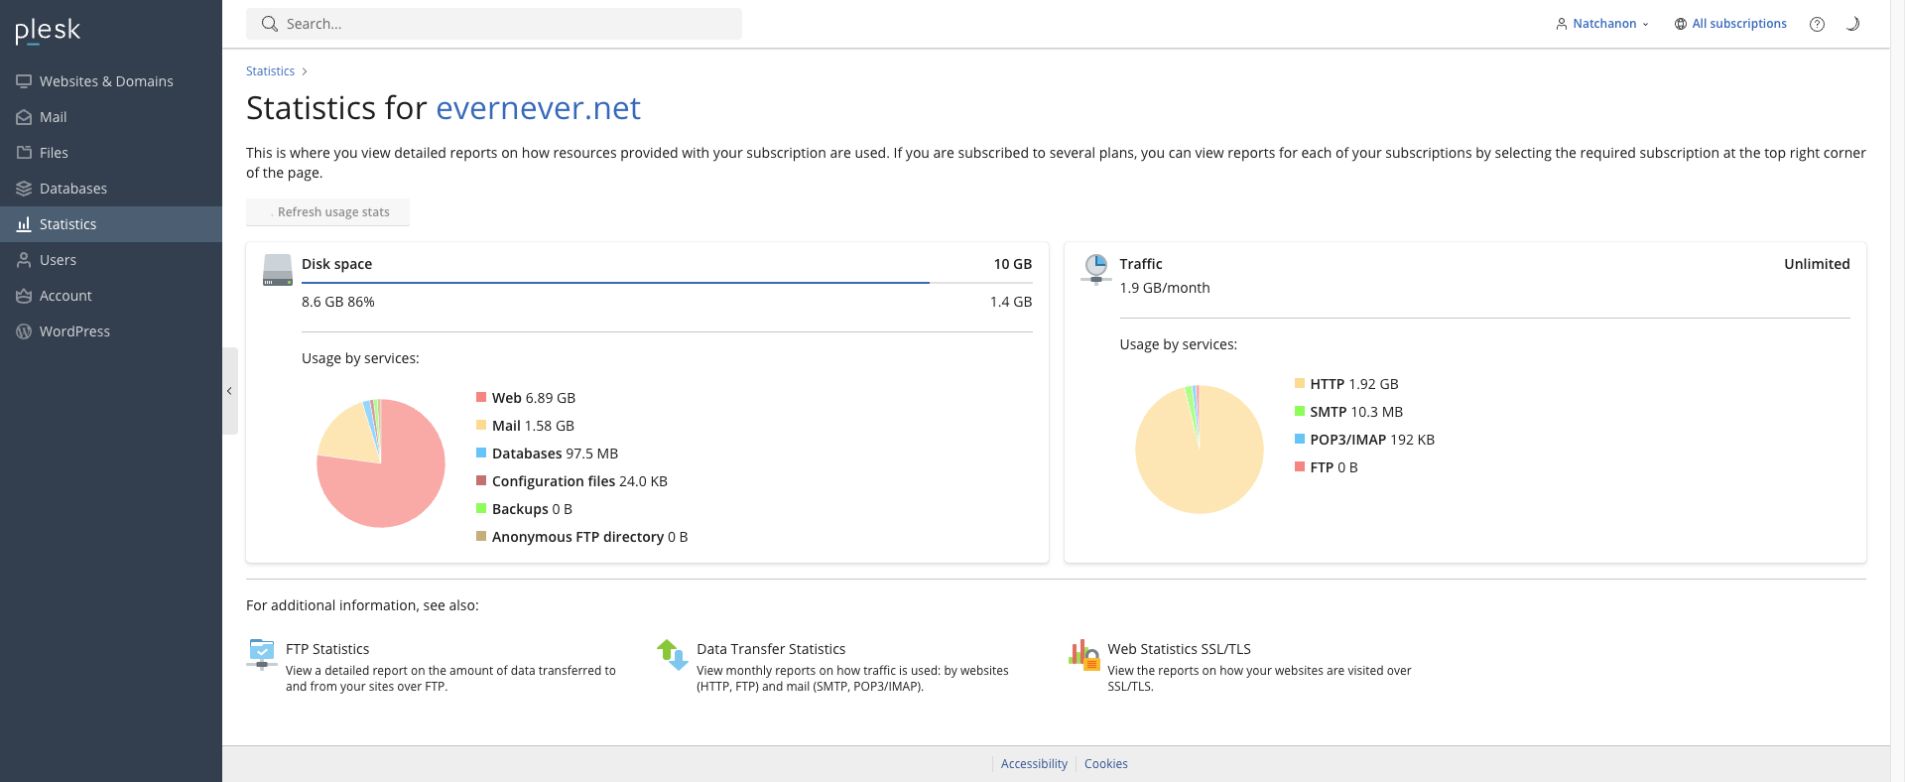 plesk
Search...
Natchanon
All subscriptions
Websites & Domains
Mail
Files
Databases
Statistics
Users
Account
WordPress
Statistics >
Statistics for evernever.net
This is where you view detailed reports on how resources provided with your subscription are used. If you are subscribed to several plans, you can view reports for each of your subscriptions by selecting the required subscription at the top right corner
of the page.
Refresh usage stats
Disk space 10 GB
8.6 GB 86% 1.4 GB
Usage by services:
Web 6.89 GB
Mail 1.58 GB
Databases 97.5 MB
Configuration files 24.0 KB
Backups 0 B
Anonymous FTP directory 0 B
Traffic Unlimited
1.9 GB/month
Usage by services:
HTTP 1.92 GB
SMTP 10.3 MB
POP3/IMAP 192 KB
FTP 0 B
For additional information, see also:
FTP Statistics
View a detailed report on the amount of data transferred to
and from your sites over FTP.
Data Transfer Statistics
View monthly reports on how traffic is used: by websites
(HTTP, FTP) and mail (SMTP, POP3/IMAP).
Web Statistics SSL/TLS
View the reports on how your websites are visited over
SSL/TLS.
Accessibility
Cookies